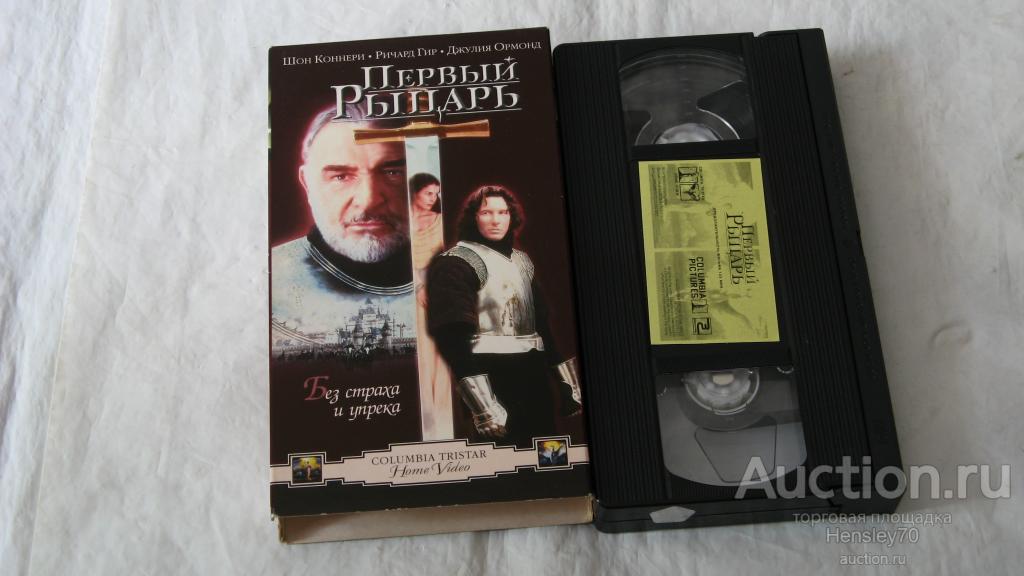 Шон Коннери • Ричард Гир • Джулия Ормонд
Первый
Рыцарь
Без страха
и упрека
COLUMBIA TRISTAR
Home Video
Первый
Рыцарь
COLUMBIA
PICTURES
Auction.ru
торговая площадка
Hensley70
auction.ru